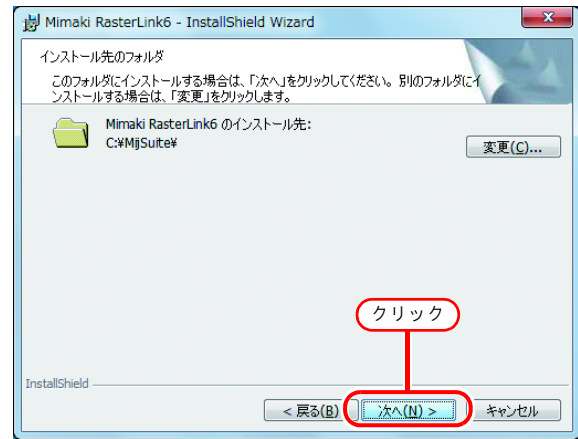 Mimaki RasterLink6 - InstallShield Wizard
インストール先のフォルダ
このフォルダにインストールする場合は、「次へ」をクリックしてください。別のフォルダにイ
ンストールする場合は、「変更」をクリックします。
Mimaki RasterLink6 のインストール先:
C:¥MijSuite¥
変更(C)...
クリック
InstallShield
< 戻る(B)
次へ(N) >
キャンセル